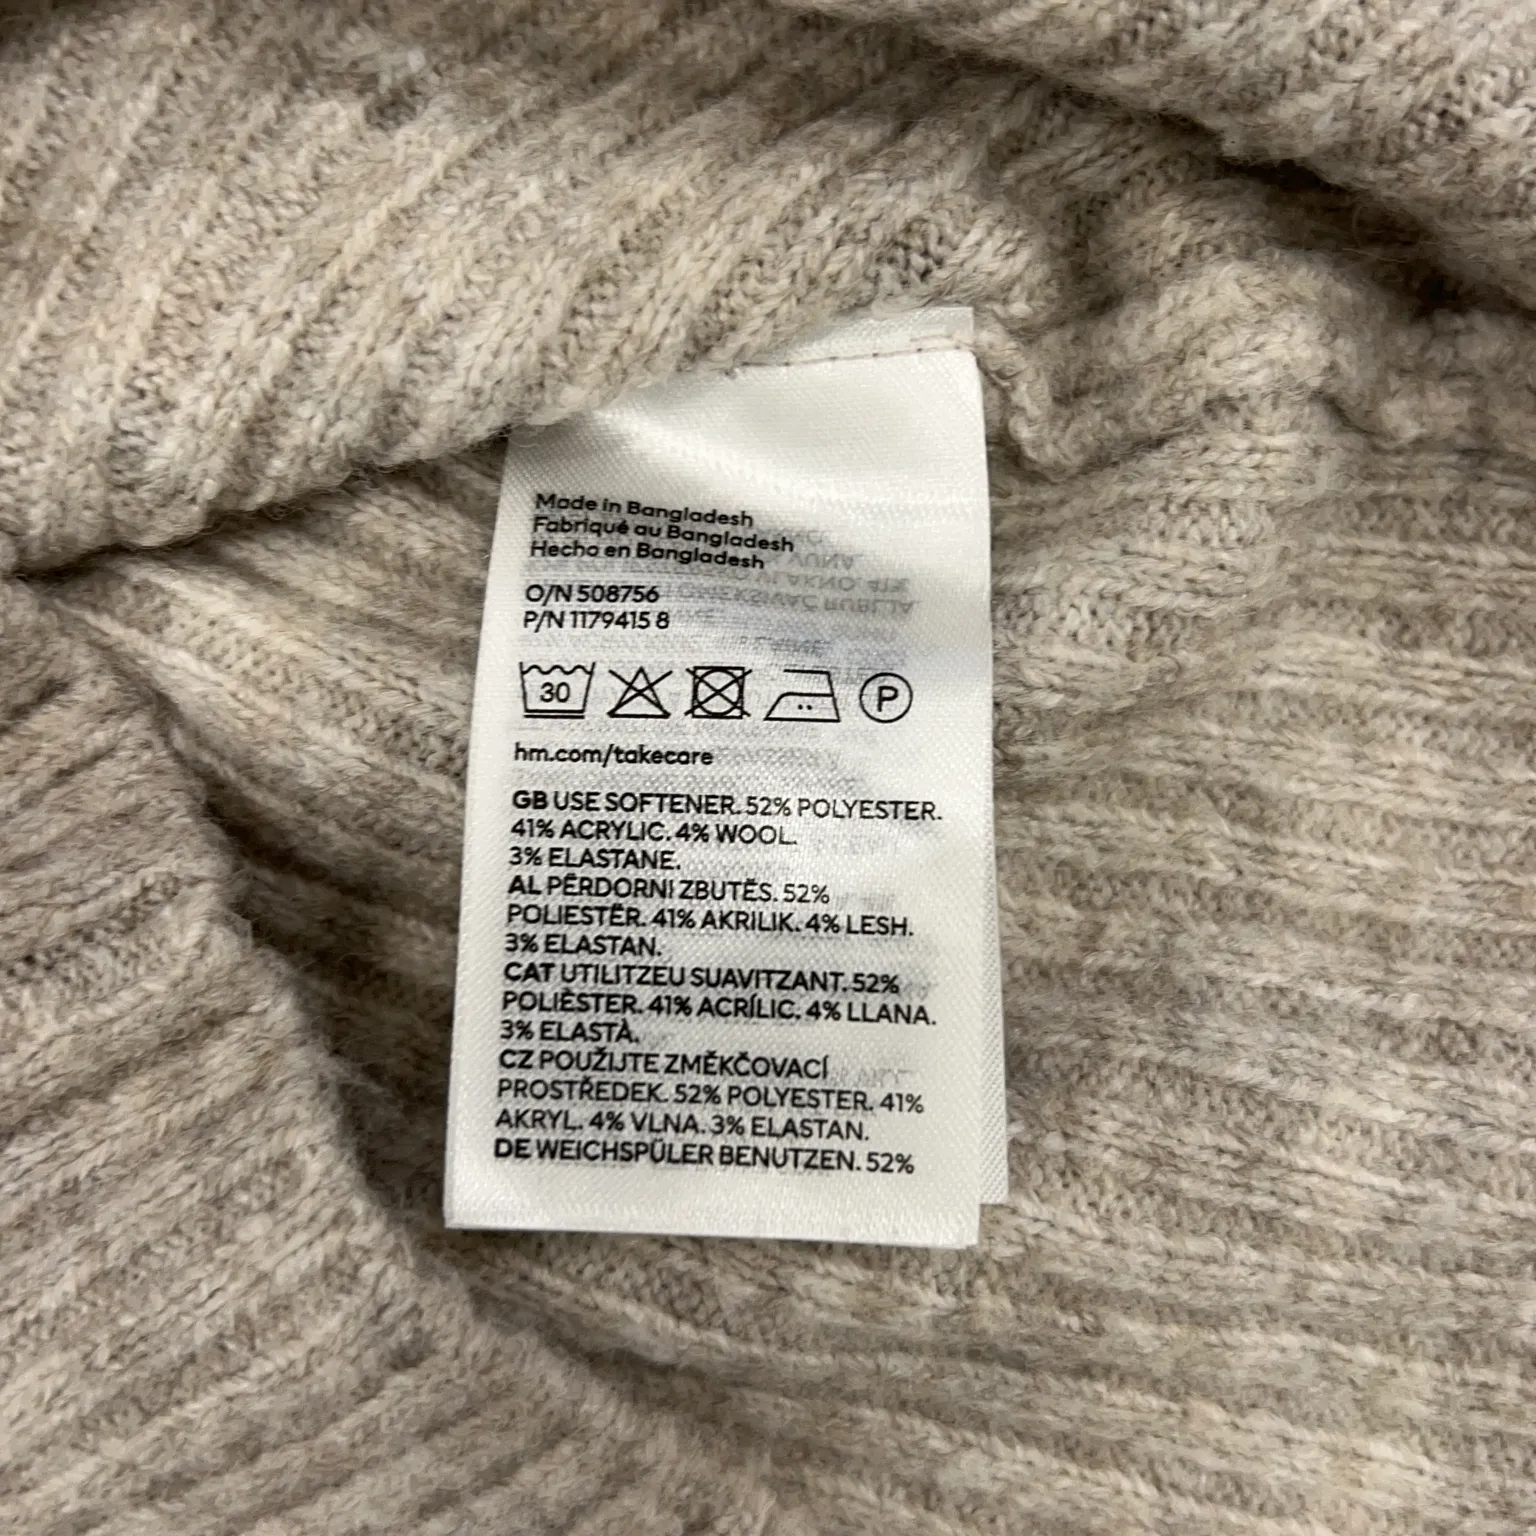 Made in Bangladesh
Fabriqué au Bangladesh
Hecho en Bangladesh
O/N 508756
P/N 1179415 8
30
P
hm.com/takecare
GB USE SOFTENER. 52% POLYESTER.
41% ACRYLIC. 4% WOOL.
3% ELASTANE.
AL PËRDORNI ZBUTËS. 52%
POLIESTËR. 41% AKRILIK. 4% LESH.
3% ELASTAN.
CAT UTILITZEU SUAVITZANT. 52%
POLIÈSTER. 41% ACRÍLIC. 4% LLANA.
3% ELASTÀ.
CZ POUŽIJTE ZMĚKČOVACÍ
PROSTŘEDEK. 52% POLYESTER. 41%
AKRYL. 4% VLNA. 3% ELASTAN.
DE WEICHSPÜLER BENUTZEN. 52%